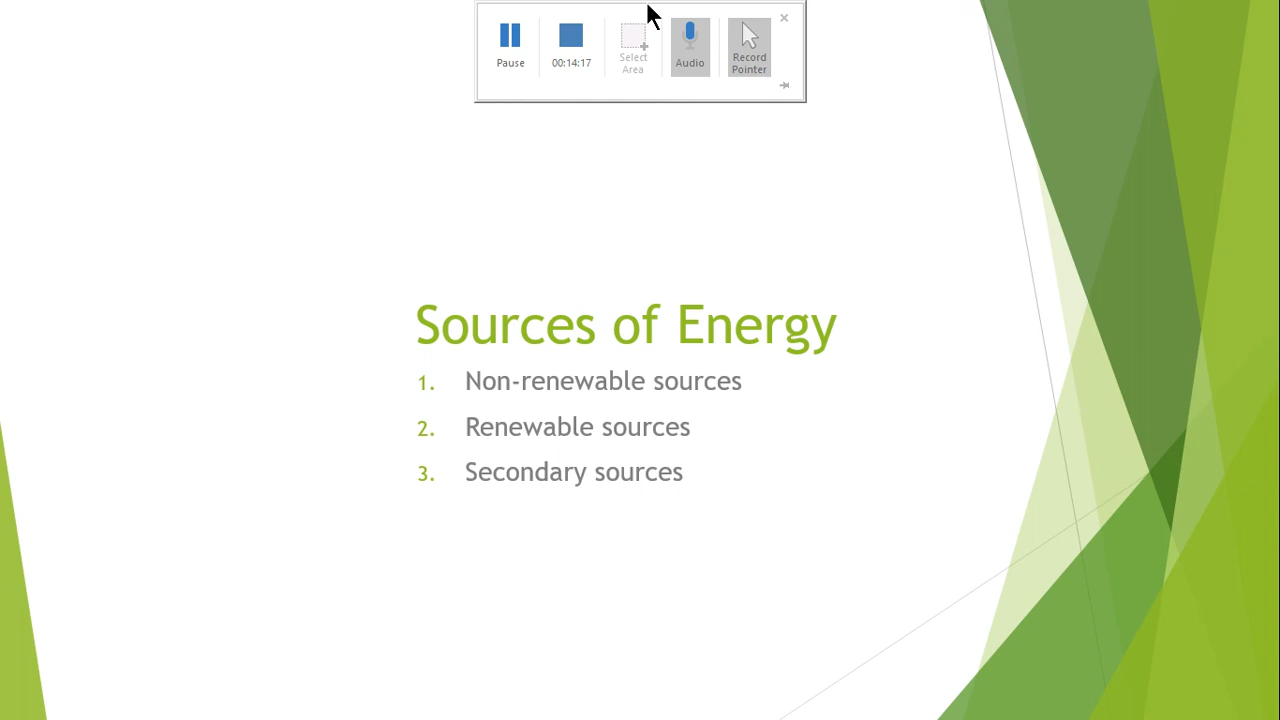 Pause
00:14:17
Select
Area
Audio
Record
Pointer
Sources of Energy
1. Non-renewable sources
2. Renewable sources
3. Secondary sources